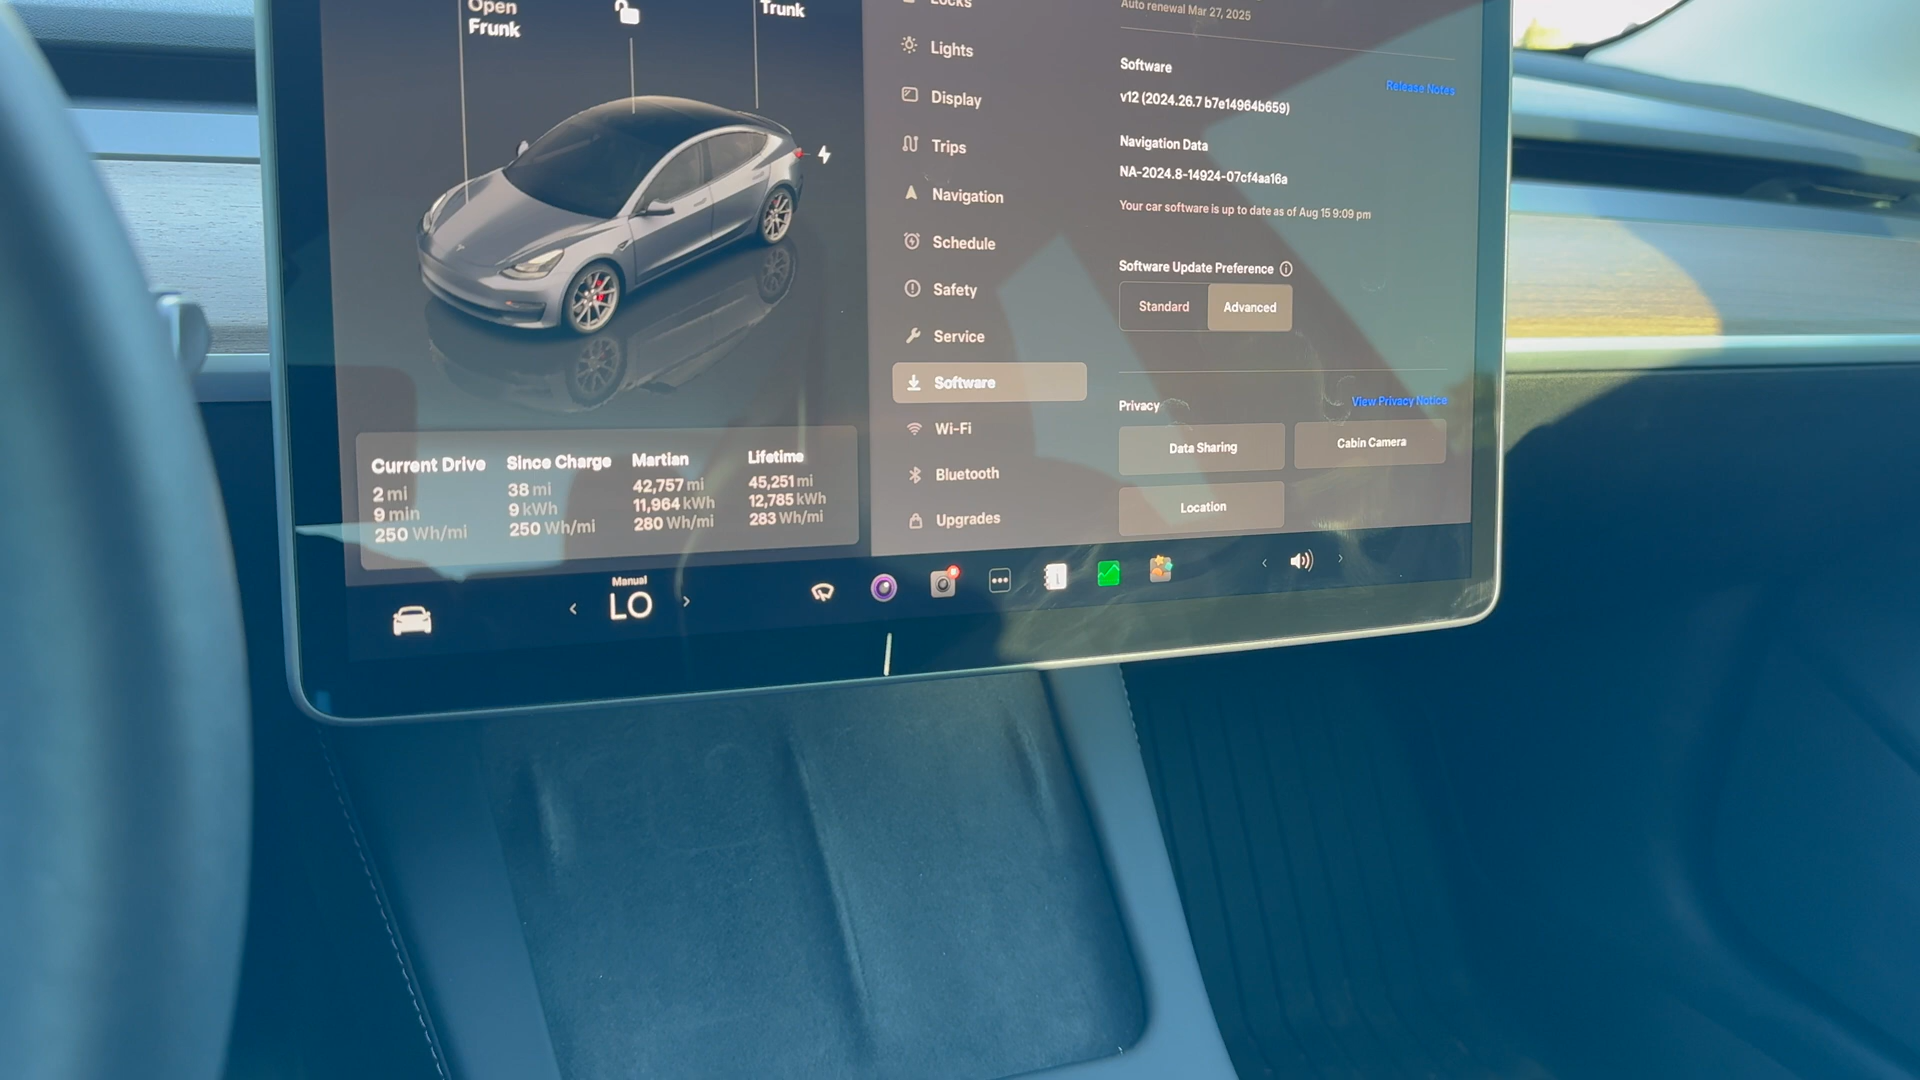 Open
Frunk
Trunk
Locks
Lights
Display
Trips
Navigation
Schedule
Safety
Service
Software
Wi-Fi
Bluetooth
Upgrades
Auto renewal Mar 27, 2025
Software
Release Notes
v12 (2024.26.7 b7e14964b659)
Navigation Data
NA-2024.8-14924-07cf4aa16a
Your car software is up to date as of Aug 15 9:09 pm
Software Update Preference
Standard
Advanced
Privacy
View Privacy Notice
Data Sharing
Cabin Camera
Location
Current Drive
2 mi
9 min
250 Wh/mi
Since Charge
38 mi
9 kWh
250 Wh/mi
Martian
42,757 mi
11,964 kWh
280 Wh/mi
Lifetime
45,251 mi
12,785 kWh
283 Wh/mi
Manual
LO